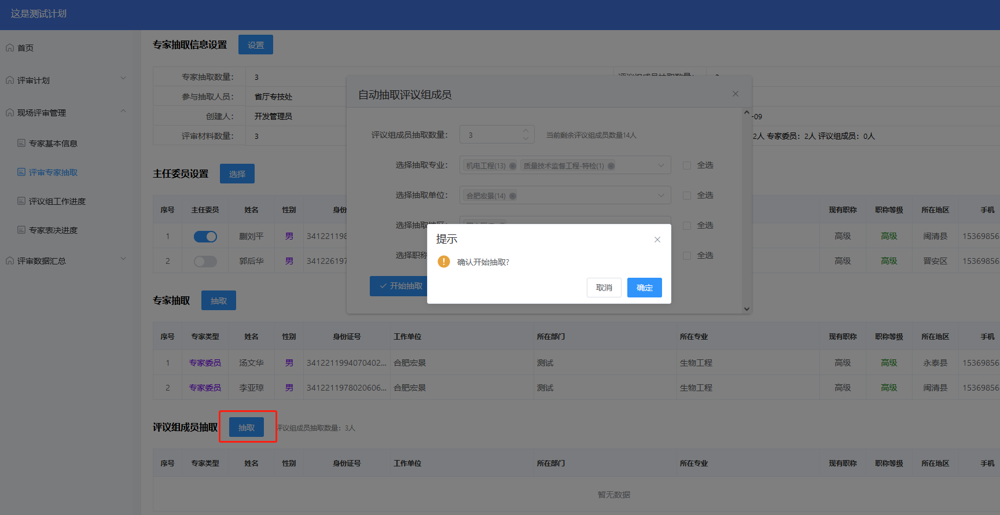 这是测试计划
首页
评审计划
现场评审管理
专家基本信息
评审专家抽取
评议组工作进度
专家表决进度
评审数据汇总
专家抽取信息设置 设置
专家抽取数量： 3
参与抽取人员： 省厅专技处
创建人： 开发管理员 -09
评审材料数量： 3 2人 专家委员：2人 评议组成员：0人
自动抽取评议组成员
评议组成员抽取数量： 3 当前剩余评议组成员数量14人
选择抽取专业： 机电工程(13) 质量技术监督工程-特检(1) 全选
选择抽取单位： 合肥宏景(14) 全选
选择抽取地区： 全选
选择职称 全选
开始抽取
提示
确认开始抽取?
取消 确定
主任委员设置 选择
序号 主任委员 姓名 性别 身份 现有职称 职称等级 所在地区 手机
1 蒯刘平 男 341221198 高级 高级 闽清县 15369856
2 郭后华 男 341226197 高级 高级 晋安区 15369856
专家抽取 抽取
序号 专家类型 姓名 性别 身份证号 工作单位 所在部门 所在专业 现有职称 职称等级 所在地区 手机
1 专家委员 汤文华 男 3412211994070402... 合肥宏景 测试 生物工程 高级 高级 永泰县 15369856
2 专家委员 李亚琼 男 3412211978020606... 合肥宏景 测试 生物工程 高级 高级 闽清县 15369856
评议组成员抽取 抽取 评议组成员抽取数量：3人
序号 专家类型 姓名 性别 身份证号 工作单位 所在部门 所在专业 现有职称 职称等级 所在地区 手机
暂无数据